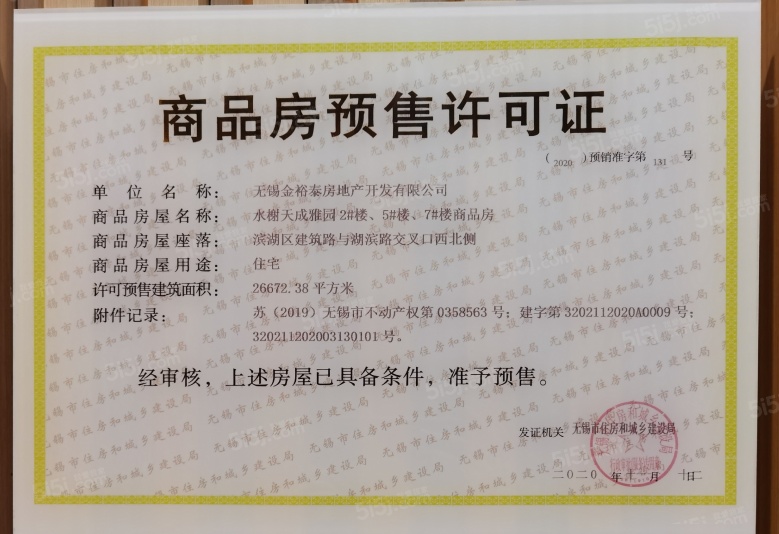 商品房预售许可证
( 2020 )预销准字第 131 号
单位名称： 无锡金裕泰房地产开发有限公司
商品房屋名称： 水榭天成雅园2#楼、5#楼、7#楼商品房
商品房屋座落： 滨湖区建筑路与湖滨路交叉口西北侧
商品房屋用途： 住宅
许可预售建筑面积： 26672.38 平方米
附件记录： 苏（2019）无锡市不动产权第 0358563 号；建字第 3202112020A0009 号；
320211202003130101 号。
经审核，上述房屋已具备条件，准予预售。
发证机关 无锡市住房和城乡建设局
二〇二〇 年十二月 十二日